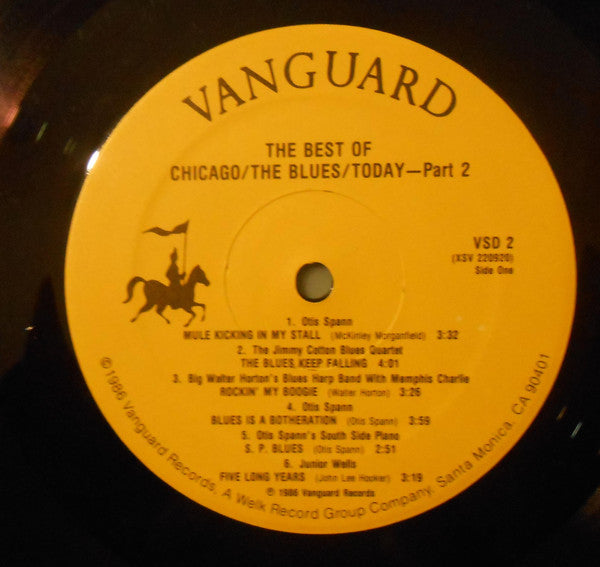 VANGUARD
THE BEST OF
CHICAGO/THE BLUES/TODAY—Part 2
VSD 2
(XSV 220920)
Side One
1. Otis Spann
MULE KICKING IN MY STALL (McKinley Morganfield) 3:32
2. The Jimmy Cotton Blues Quartet
THE BLUES KEEP FALLING 4:01
3. Big Walter Horton's Blues Harp Band With Memphis Charlie
ROCKIN' MY BOOGIE (Walter Horton) 3:26
4. Otis Spann
BLUES IS A BOTHERATION (Otis Spann) 3:59
5. Otis Spann's South Side Piano
S. P. BLUES (Otis Spann) 2:51
6. Junior Wells
FIVE LONG YEARS (John Lee Hooker) 3:19
℗ 1986 Vanguard Records
©1986 Vanguard Records, A Welk Record Group Company, Santa Monica, CA 90401